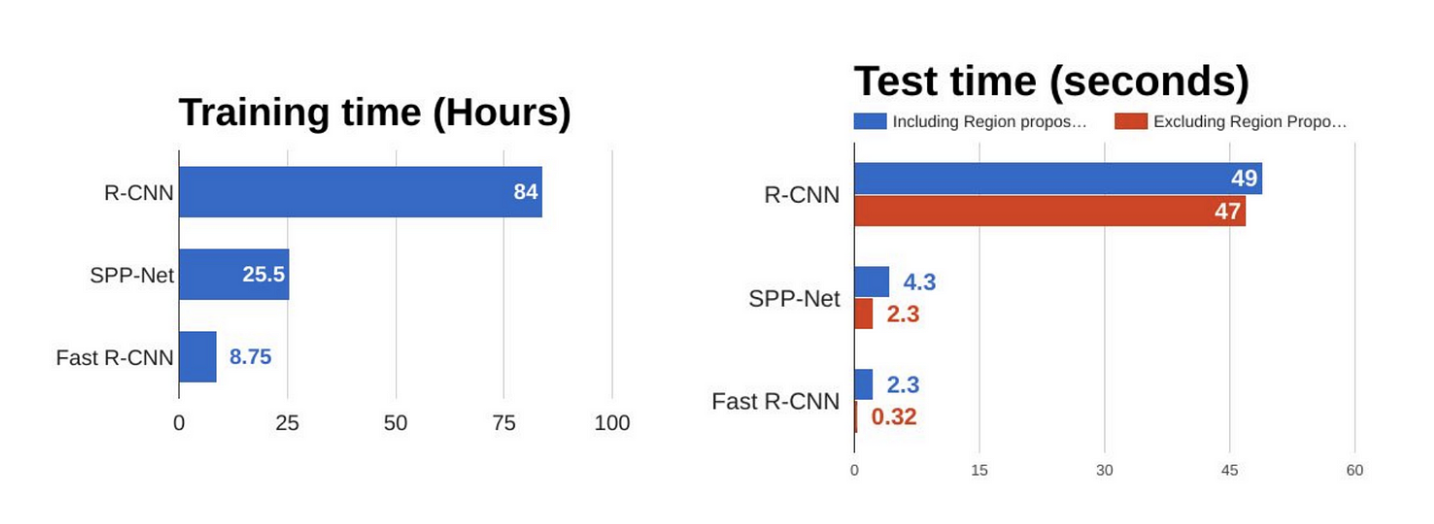 Training time (Hours)
R-CNN 84
SPP-Net 25.5
Fast R-CNN 8.75
0 25 50 75 100
Test time (seconds)
Including Region propos... Excluding Region Propo...
R-CNN 49
47
SPP-Net 4.3
2.3
Fast R-CNN 2.3
0.32
0 15 30 45 60